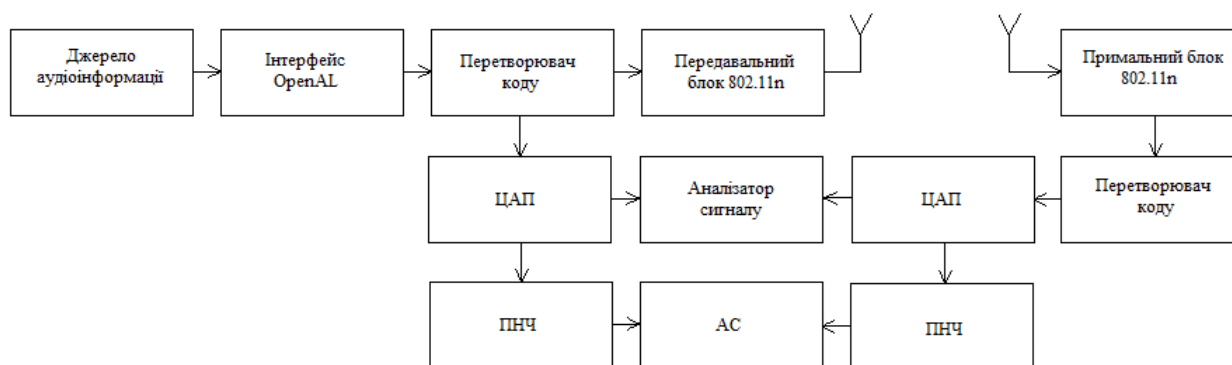 Джерело
аудіоінформації
Інтерфейс
OpenAL
Перетворювач
коду
Передавальний
блок 802.11n
Примальний блок
802.11n
ЦАП
Аналізатор
сигналу
ЦАП
Перетворювач
коду
ПНЧ
АС
ПНЧ